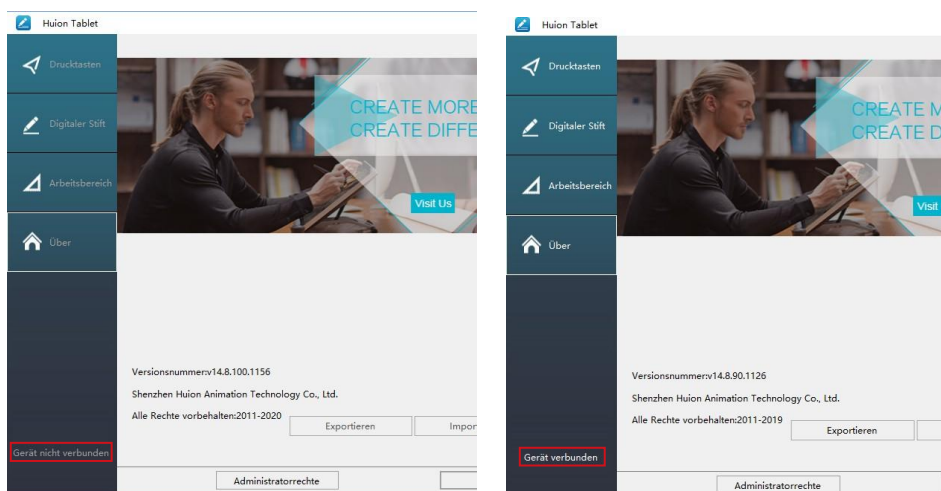 Huion Tablet
Drucktasten
Digitaler Stift
Arbeitsbereich
Über
CREATE MORE
CREATE DIFFE
Visit Us
Versionsnummer:v14.8.100.1156
Shenzhen Huion Animation Technology Co., Ltd.
Alle Rechte vorbehalten:2011-2020
Exportieren
Impor
Gerät nicht verbunden
Administratorrechte
Huion Tablet
Drucktasten
Digitaler Stift
Arbeitsbereich
Über
CREATE M
CREATE D
Visit
Versionsnummer:v14.8.90.1126
Shenzhen Huion Animation Technology Co., Ltd.
Alle Rechte vorbehalten:2011-2019
Exportieren
Gerät verbunden
Administratorrechte